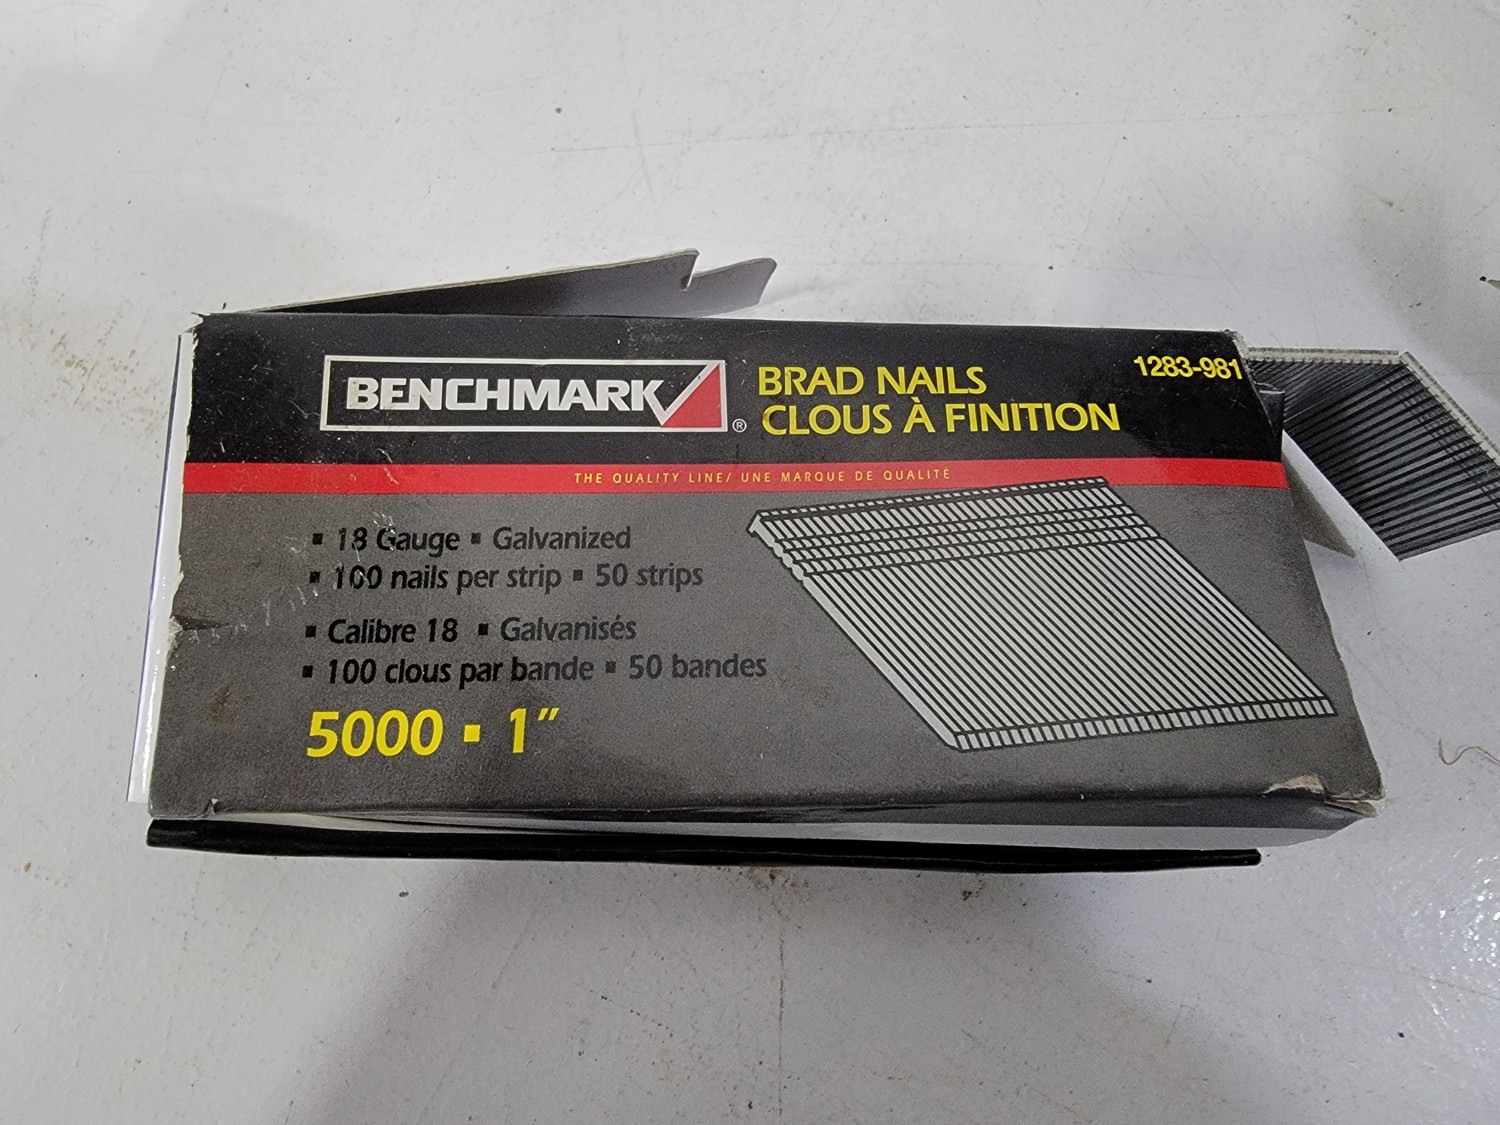 BENCHMARK ®
BRAD NAILS
CLOUS À FINITION
1283-981
THE QUALITY LINE/ UNE MARQUE DE QUALITÉ
▪ 18 Gauge ▪ Galvanized
▪ 100 nails per strip ▪ 50 strips
▪ Calibre 18 ▪ Galvanisés
▪ 100 clous par bande ▪ 50 bandes
5000 ▪ 1″